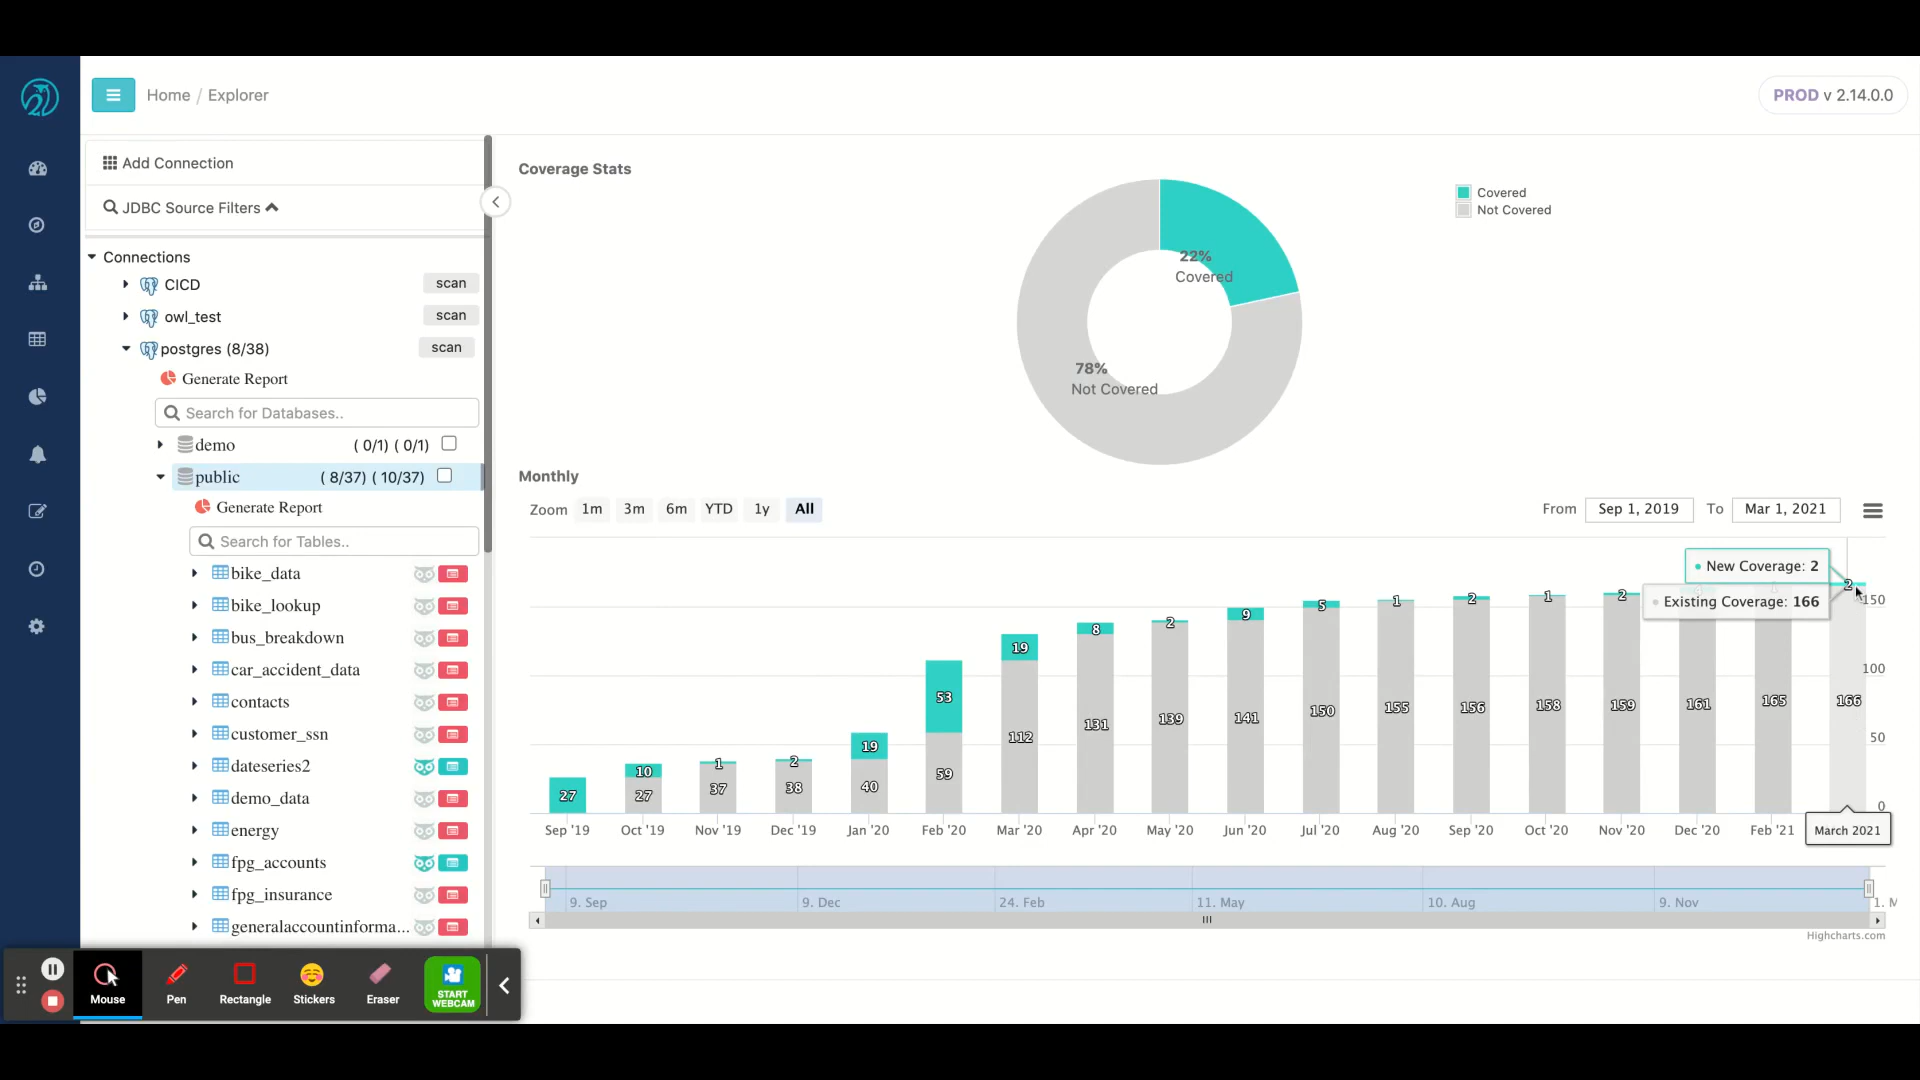 Home / Explorer
PROD v 2.14.0.0
Add Connection
JDBC Source Filters
Connections
CICD scan
owl_test scan
postgres (8/38) scan
Generate Report
Search for Databases..
demo ( 0/1) ( 0/1)
public ( 8/37) ( 10/37)
Generate Report
Search for Tables..
bike_data
bike_lookup
bus_breakdown
car_accident_data
contacts
customer_ssn
dateseries2
demo_data
energy
fpg_accounts
fpg_insurance
generalaccountinforma...
Coverage Stats
22%
Covered
78%
Not Covered
Covered
Not Covered
Monthly
Zoom 1m 3m 6m YTD 1y All
From Sep 1, 2019 To Mar 1, 2021
New Coverage: 2
Existing Coverage: 166
27 10 1 2 19 53 19 8 2 9 5 1 2 1 2 2
27 37 38 40 59 112 131 139 141 150 155 156 158 159 161 165 166
150
100
50
0
Sep '19 Oct '19 Nov '19 Dec '19 Jan '20 Feb '20 Mar '20 Apr '20 May '20 Jun '20 Jul '20 Aug '20 Sep '20 Oct '20 Nov '20 Dec '20 Feb '21 March 2021
9. Sep 9. Dec 24. Feb 11. May 10. Aug 9. Nov 1. M
Highcharts.com
Mouse
Pen
Rectangle
Stickers
Eraser
START
WEBCAM